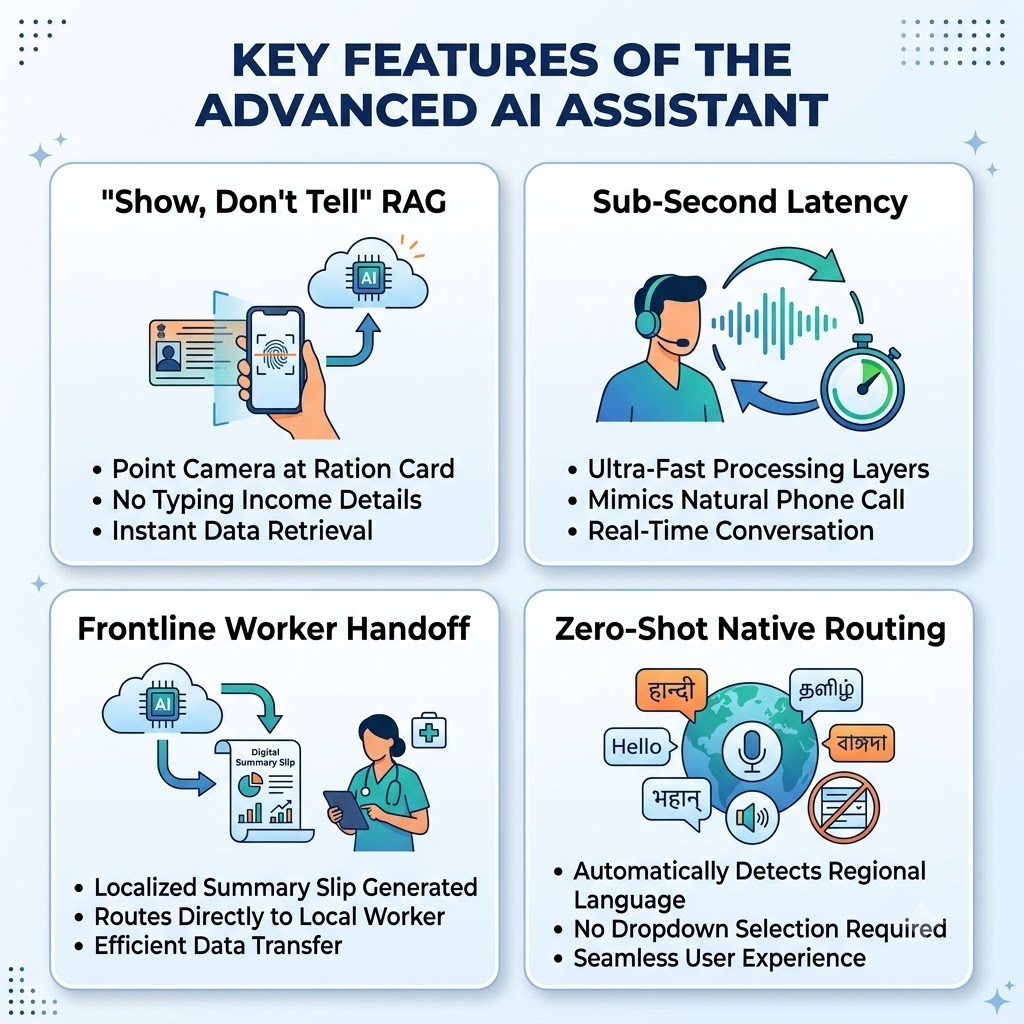 KEY FEATURES OF THE
ADVANCED AI ASSISTANT
"Show, Don't Tell" RAG
AI
• Point Camera at Ration Card
• No Typing Income Details
• Instant Data Retrieval
Sub-Second Latency
• Ultra-Fast Processing Layers
• Mimics Natural Phone Call
• Real-Time Conversation
Frontline Worker Handoff
AI
Digital
Summary Slip
• Localized Summary Slip Generated
• Routes Directly to Local Worker
• Efficient Data Transfer
Zero-Shot Native Routing
हान्दी
தமிழ்
Hello
বাঙ্গদা
भहान्
• Automatically Detects Regional
Language
• No Dropdown Selection Required
• Seamless User Experience